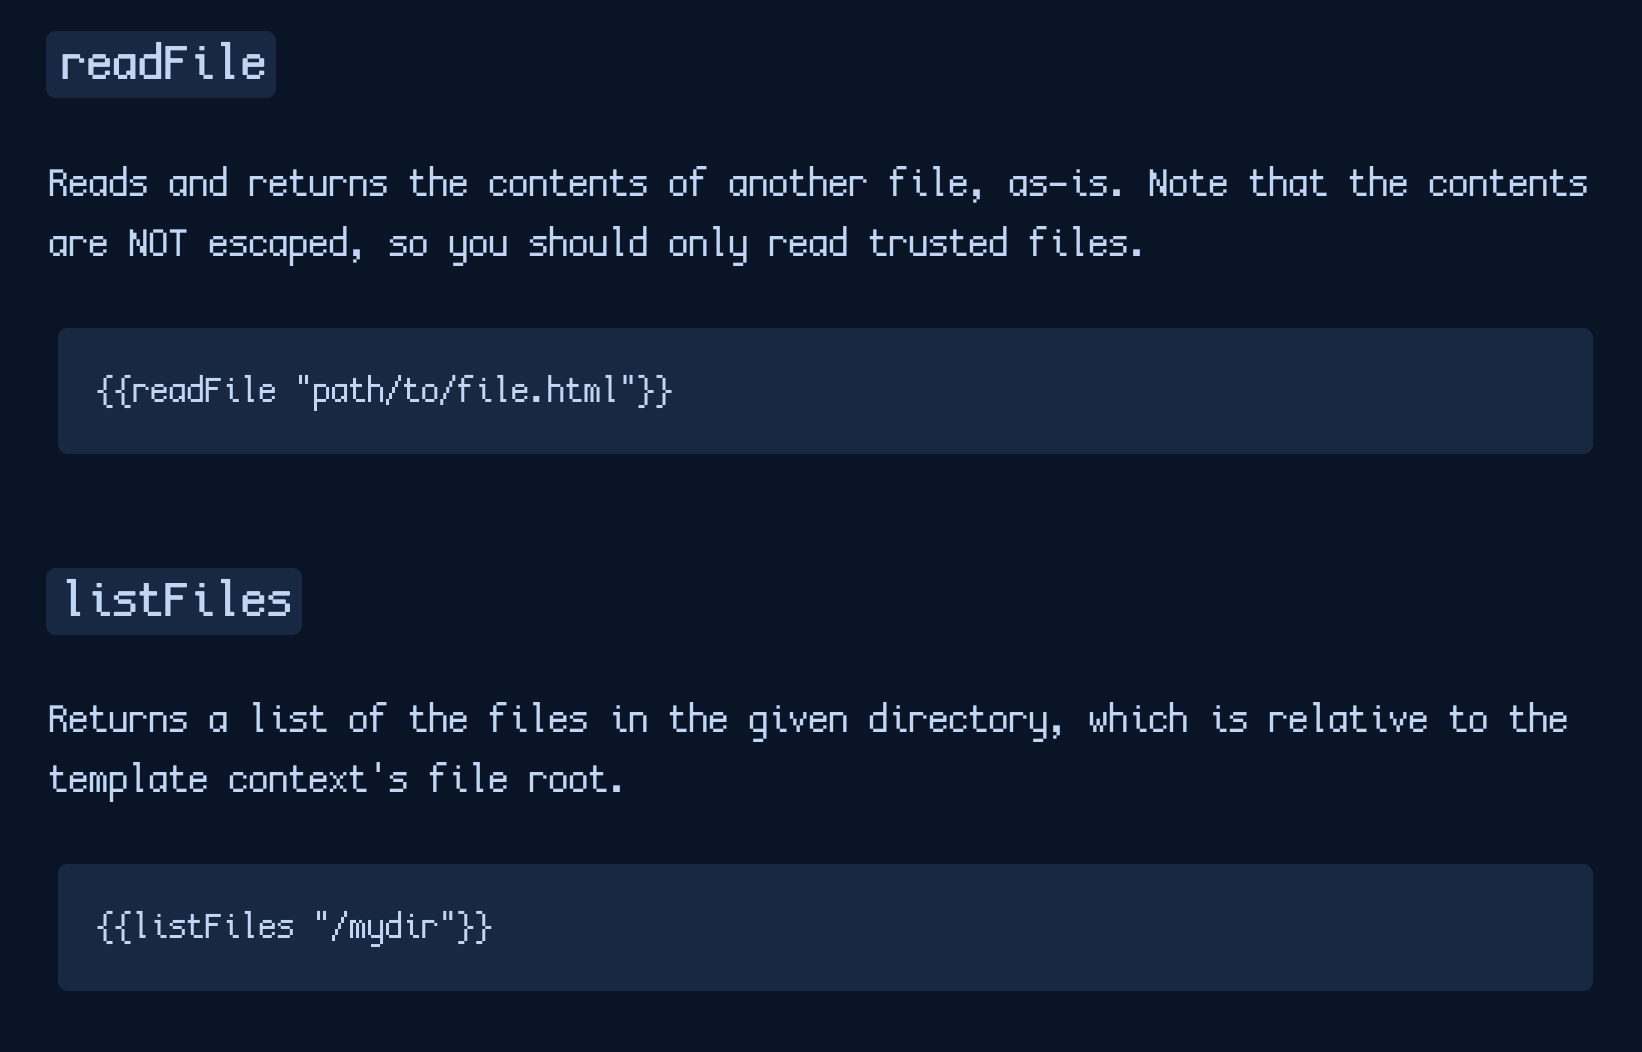 readFile
Reads and returns the contents of another file, as-is. Note that the contents
are NOT escaped, so you should only read trusted files.
{{readFile "path/to/file.html"}}
listFiles
Returns a list of the files in the given directory, which is relative to the
template context's file root.
{{listFiles "/mydir"}}